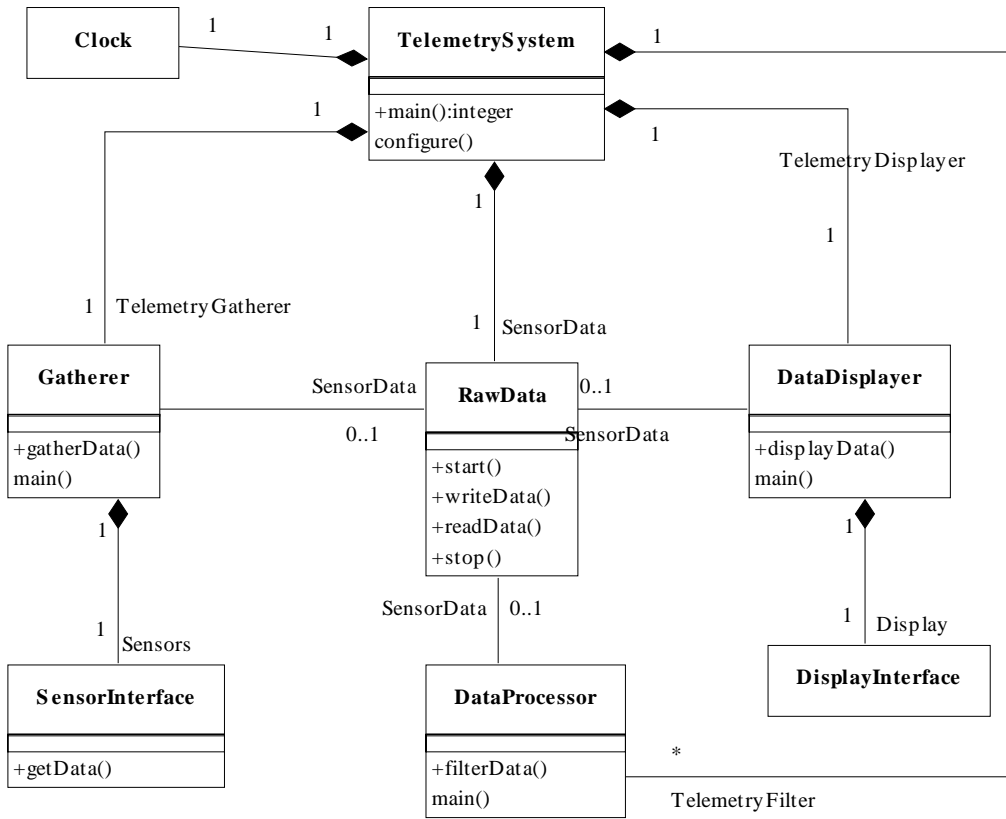 Clock
1
1
TelemetrySystem
1
+main():integer
configure()
1
1
TelemetryDisplayer
1
1
1
TelemetryGatherer
1
SensorData
1
Gatherer
+gatherData()
main()
SensorData
0..1
RawData
+start()
+writeData()
+readData()
+stop()
0..1
SensorData
DataDisplayer
+displayData()
main()
1
1
Sensors
SensorInterface
+getData()
SensorData
0..1
DataProcessor
+filterData()
main()
1
1
Display
DisplayInterface
*
TelemetryFilter